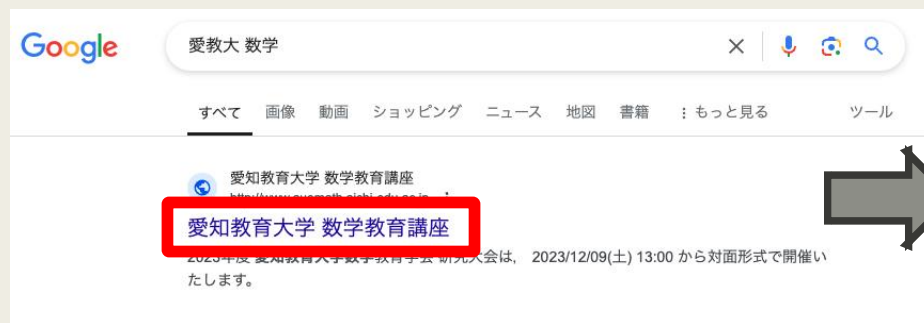 Google
愛教大 数学
すべて 画像 動画 ショッピング ニュース 地図 書籍 : もっと見る ツール
愛知教育大学 数学教育講座
愛知教育大学 数学教育講座
2023年度 愛知教育大学数学教育学会 研究大会は, 2023/12/09(土) 13:00 から対面形式で開催い
たします。